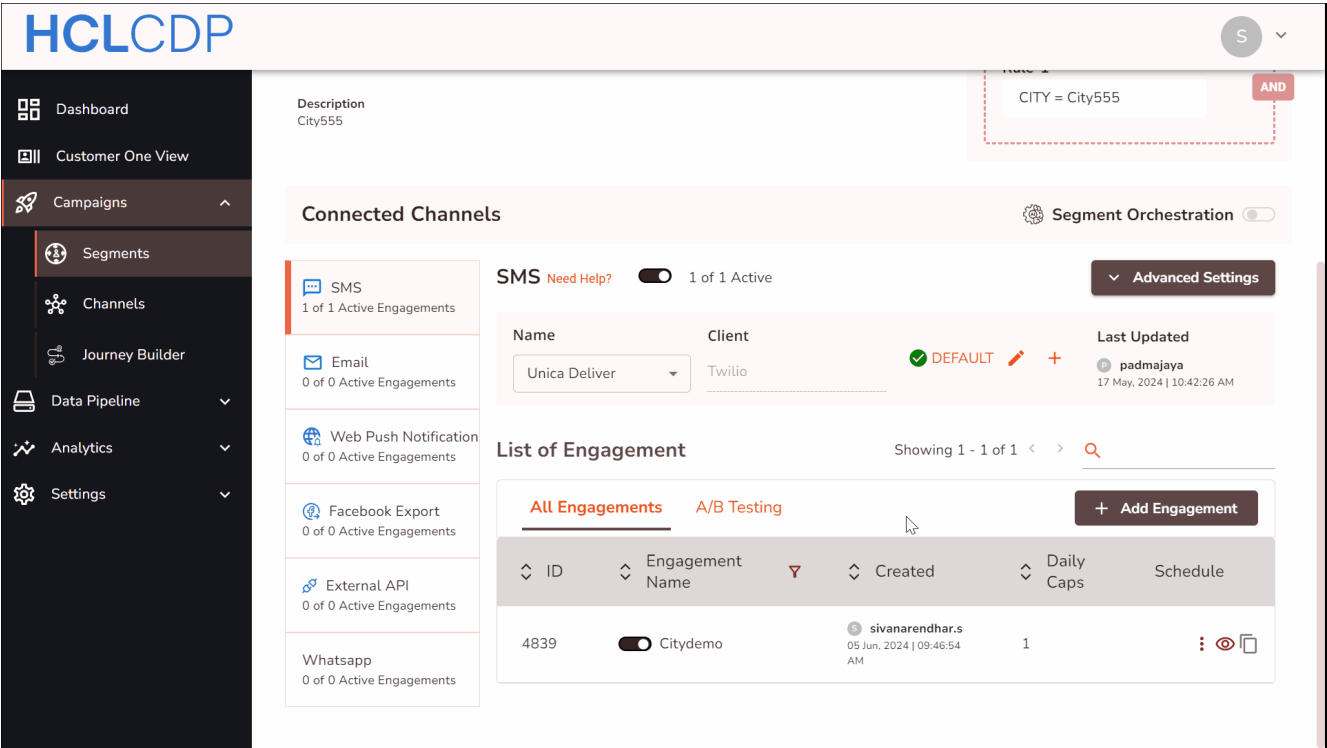 HCLCDP
S
Dashboard
Customer One View
Campaigns
Segments
Channels
Journey Builder
Data Pipeline
Analytics
Settings
Description
City555
Rule 1
CITY = City555
AND
Connected Channels
Segment Orchestration
SMS
1 of 1 Active Engagements
Email
0 of 0 Active Engagements
Web Push Notification
0 of 0 Active Engagements
Facebook Export
0 of 0 Active Engagements
External API
0 of 0 Active Engagements
Whatsapp
0 of 0 Active Engagements
SMS Need Help? 1 of 1 Active
Advanced Settings
Name
Unica Deliver
Client
Twilio
DEFAULT
Last Updated
P padmajaya
17 May, 2024 | 10:42:26 AM
List of Engagement
Showing 1 - 1 of 1
All Engagements A/B Testing
+ Add Engagement
ID
Engagement
Name
Created
Daily
Caps
Schedule
4839
Citydemo
S sivanarendhar.s
05 Jun, 2024 | 09:46:54
AM
1